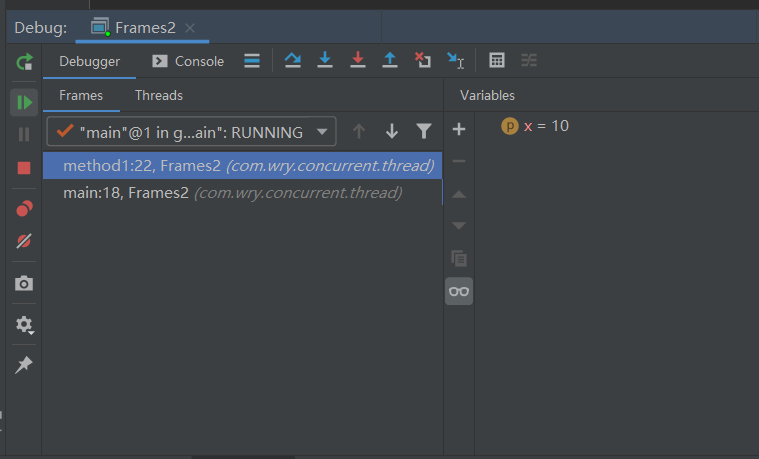 Debug: Frames2
Debugger Console
Frames Threads Variables
"main"@1 in g...ain": RUNNING
p x = 10
method1:22, Frames2 (com.wry.concurrent.thread)
main:18, Frames2 (com.wry.concurrent.thread)